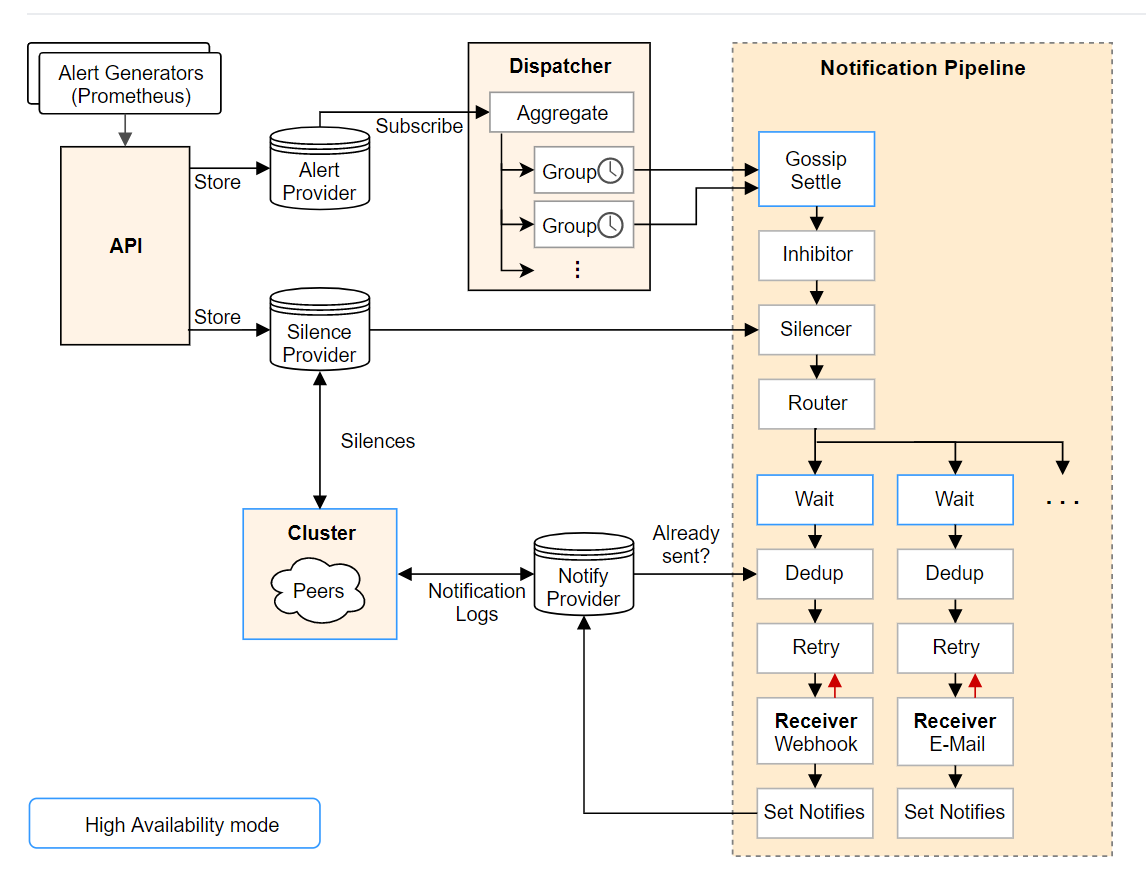 Alert Generators
(Prometheus)
API
Store
Alert
Provider
Subscribe
Dispatcher
Aggregate
Group
Group
⋮
Store
Silence
Provider
Silences
Cluster
Peers
Notification
Logs
Notify
Provider
Already
sent?
Notification Pipeline
Gossip
Settle
Inhibitor
Silencer
Router
Wait
Wait
. . .
Dedup
Dedup
Retry
Retry
Receiver
Webhook
Receiver
E-Mail
Set Notifies
Set Notifies
High Availability mode